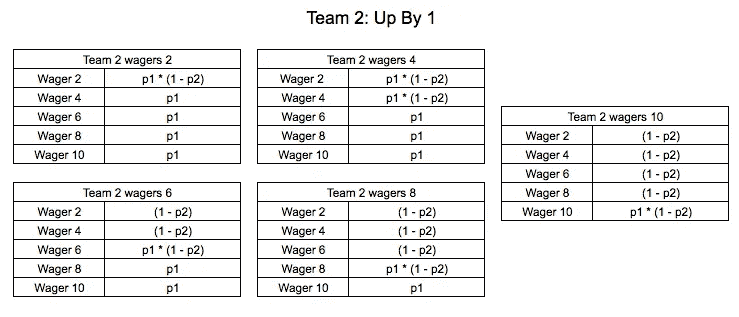 Team 2: Up By 1
Team 2 wagers 2
Wager 2 p1 * (1 - p2)
Wager 4 p1
Wager 6 p1
Wager 8 p1
Wager 10 p1
Team 2 wagers 4
Wager 2 p1 * (1 - p2)
Wager 4 p1 * (1 - p2)
Wager 6 p1
Wager 8 p1
Wager 10 p1
Team 2 wagers 10
Wager 2 (1 - p2)
Wager 4 (1 - p2)
Wager 6 (1 - p2)
Wager 8 (1 - p2)
Wager 10 p1 * (1 - p2)
Team 2 wagers 6
Wager 2 (1 - p2)
Wager 4 (1 - p2)
Wager 6 p1 * (1 - p2)
Wager 8 p1
Wager 10 p1
Team 2 wagers 8
Wager 2 (1 - p2)
Wager 4 (1 - p2)
Wager 6 (1 - p2)
Wager 8 p1 * (1 - p2)
Wager 10 p1